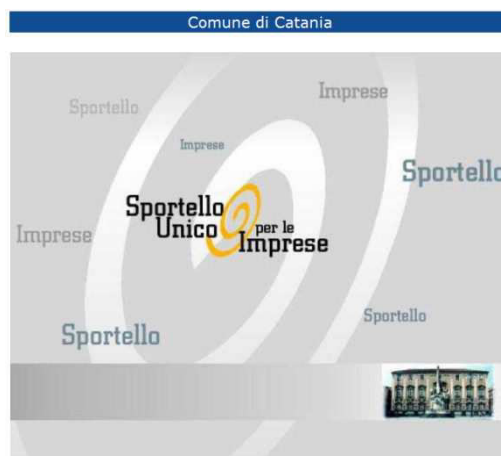 Comune di Catania
Imprese
Sportello
Imprese
Sportello
Sportello
Unico per le
Imprese
Imprese
Sportello
Sportello